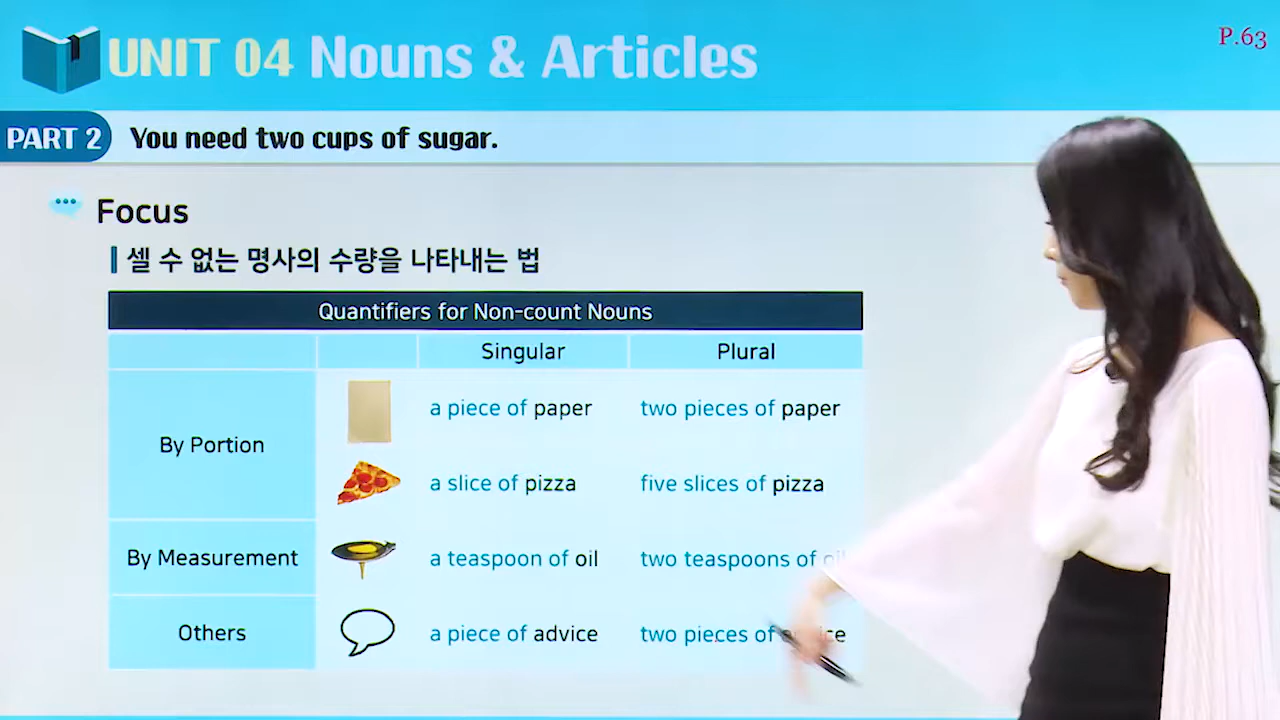 UNIT 04 Nouns & Articles
P.63
PART 2 You need two cups of sugar.
Focus
셀 수 없는 명사의 수량을 나타내는 법
Quantifiers for Non-count Nouns
Singular Plural
By Portion
a piece of paper two pieces of paper
a slice of pizza five slices of pizza
By Measurement a teaspoon of oil two teaspoons of oil
Others a piece of advice two pieces of